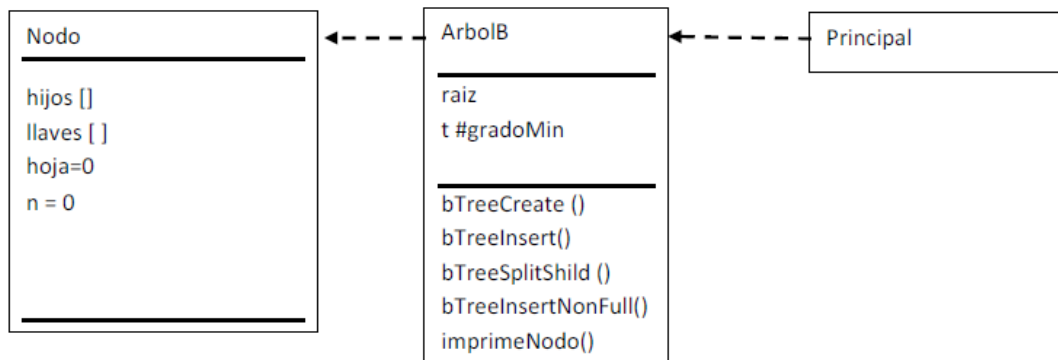 Nodo
hijos []
llaves [ ]
hoja=0
n = 0
ArbolB
raiz
t #gradoMin
bTreeCreate ()
bTreeInsert()
bTreeSplitShild ()
bTreeInsertNonFull()
imprimeNodo()
Principal